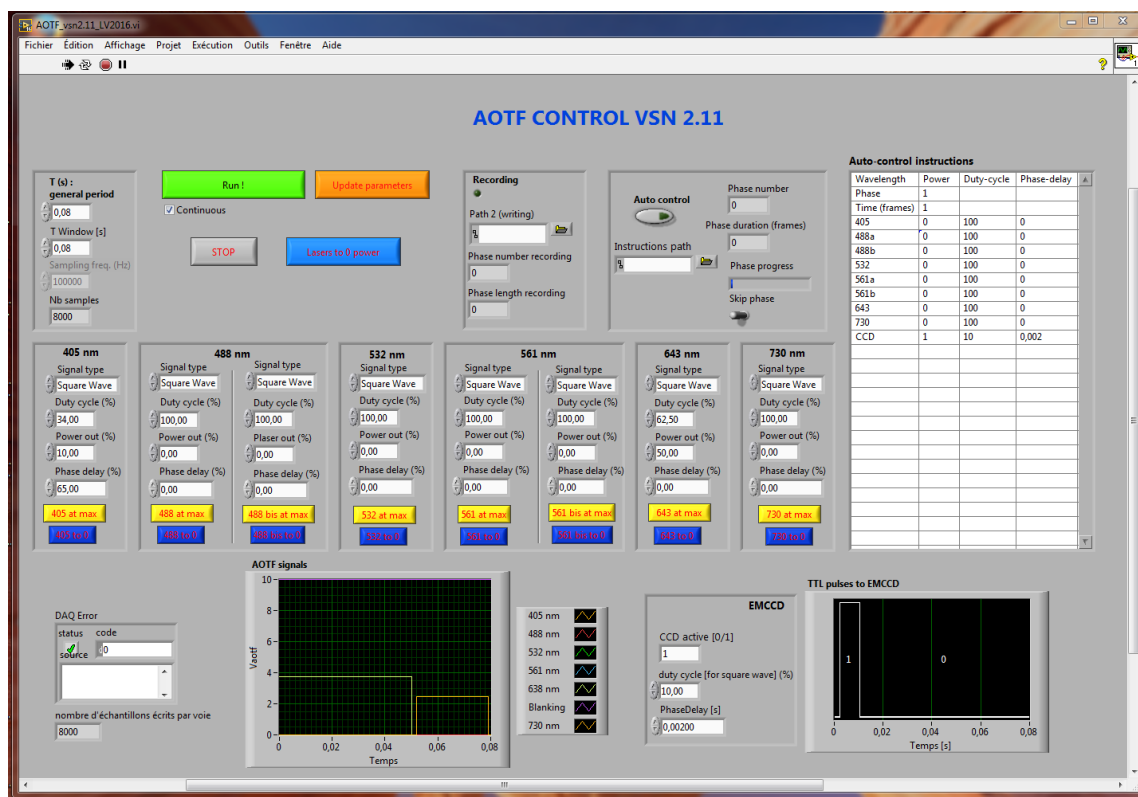 AOTF_vsn2.11_LV2016.vi
Fichier Édition Affichage Projet Exécution Outils Fenêtre Aide
AOTF CONTROL VSN 2.11
T (s) :
general period
0,08
T Window [s]
0,08
Sampling freq. (Hz)
100000
Nb samples
8000
Run !
Update parameters
Continuous
STOP
Lasers to 0 power
Recording
Path 2 (writing)
Phase number recording
0
Phase length recording
0
Auto control
Instructions path
Phase number
0
Phase duration (frames)
0
Phase progress
Skip phase
Auto-control instructions
Wavelength Power Duty-cycle Phase-delay
Phase 1
Time (frames) 1
405 0 100 0
488a 0 100 0
488b 0 100 0
532 0 100 0
561a 0 100 0
561b 0 100 0
643 0 100 0
730 0 100 0
CCD 1 10 0,002
405 nm
Signal type
Square Wave
Duty cycle (%)
34,00
Power out (%)
10,00
Phase delay (%)
65,00
405 at max
405 to 0
488 nm
Signal type
Square Wave
Duty cycle (%)
100,00
Power out (%)
0,00
Phase delay (%)
0,00
488 at max
488 to 0
Signal type
Square Wave
Duty cycle (%)
100,00
Plaser out (%)
0,00
Phase delay (%)
0,00
488 bis at max
488 bis to 0
532 nm
Signal type
Square Wave
Duty cycle (%)
100,00
Power out (%)
0,00
Phase delay (%)
0,00
532 at max
532 to 0
561 nm
Signal type
Square Wave
Duty cycle (%)
100,00
Power out (%)
0,00
Phase delay (%)
0,00
561 at max
561 to 0
Signal type
Square Wave
Duty cycle (%)
100,00
Power out (%)
0,00
Phase delay (%)
0,00
561 bis at max
561 bis to 0
643 nm
Signal type
Square Wave
Duty cycle (%)
62,50
Power out (%)
50,00
Phase delay (%)
0,00
643 at max
643 to 0
730 nm
Signal type
Square Wave
Duty cycle (%)
100,00
Power out (%)
0,00
Phase delay (%)
0,00
730 at max
730 to 0
DAQ Error
status code
0
source
nombre d'échantillons écrits par voie
8000
AOTF signals
Vaotf
10
8
6
4
2
0
0 0,02 0,04 0,06 0,08
Temps
405 nm
488 nm
532 nm
561 nm
638 nm
Blanking
730 nm
EMCCD
CCD active [0/1]
1
duty cycle [for square wave] (%)
10,00
PhaseDelay [s]
0,00200
TTL pulses to EMCCD
1 0
0 0,02 0,04 0,06 0,08
Temps [s]